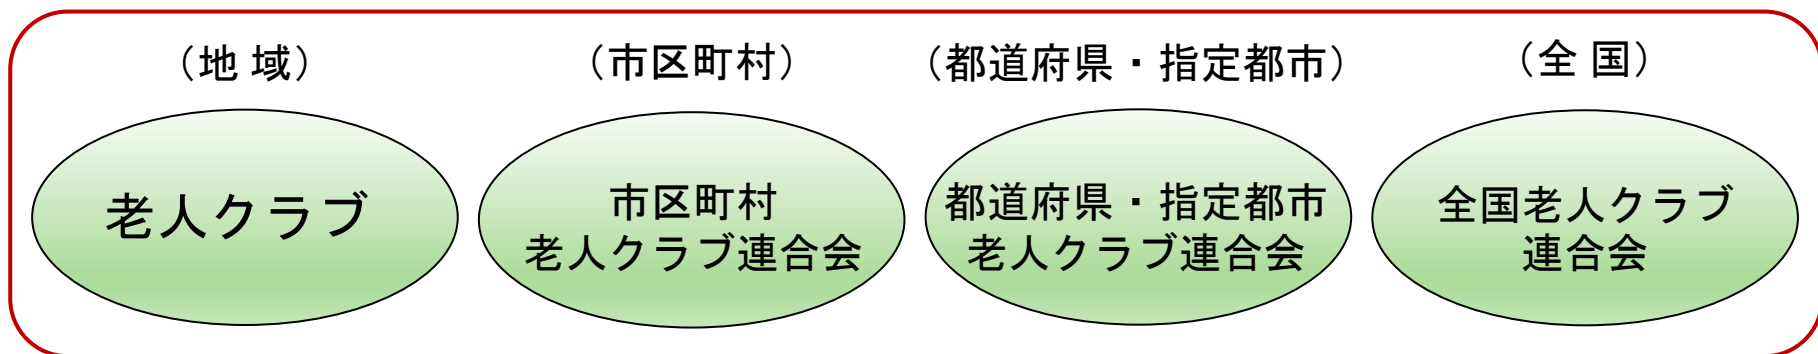 （地 域）
（市区町村）
（都道府県・指定都市）
（全 国）
老人クラブ
市区町村
老人クラブ連合会
都道府県・指定都市
老人クラブ連合会
全国老人クラブ
連合会